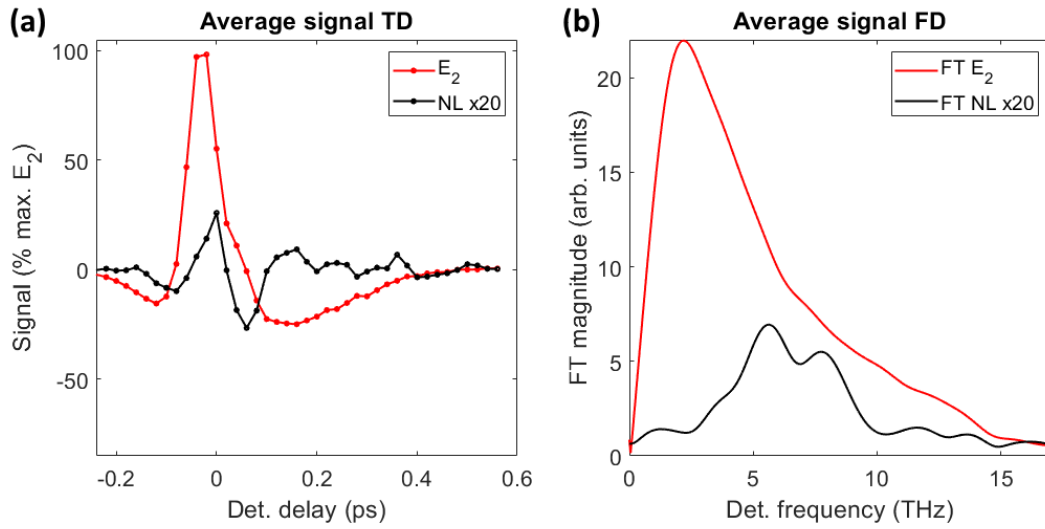 (a)
Average signal TD
E2
NL x20
100
50
0
-50
Signal (% max. E2)
-0.2
0
0.2
0.4
0.6
Det. delay (ps)
(b)
Average signal FD
FT E2
FT NL x20
20
15
10
5
0
FT magnitude (arb. units)
0
5
10
15
Det. frequency (THz)